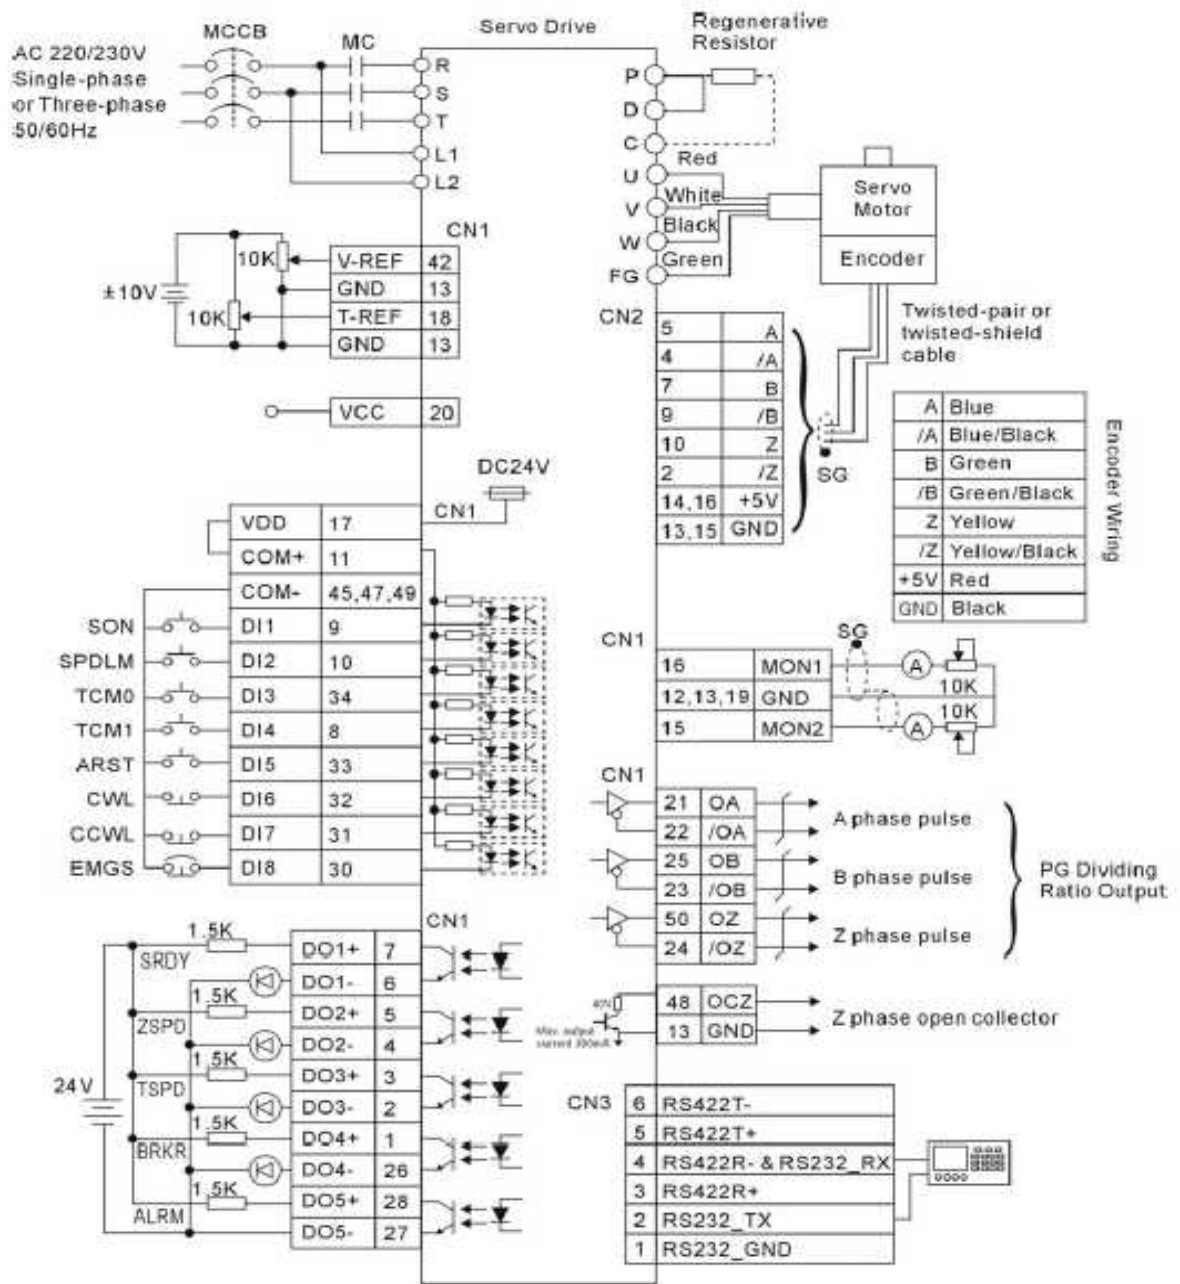 Servo Drive
Regenerative
Resistor
MCCB
MC
AC 220/230V
Single-phase
or Three-phase
50/60Hz
R
S
T
L1
L2
P
D
C
U
V
W
FG
Red
White
Black
Green
Servo
Motor
Encoder
Twisted-pair or
twisted-shield
cable
CN1
±10V
10K
10K
V-REF 42
GND 13
T-REF 18
GND 13
VCC 20
CN2
5 A
4 /A
7 B
9 /B
10 Z
2 /Z
14,16 +5V
13,15 GND
SG
A Blue
/A Blue/Black
B Green
/B Green/Black
Z Yellow
/Z Yellow/Black
+5V Red
GND Black
Encoder Wiring
DC24V
CN1
VDD 17
COM+ 11
COM- 45,47,49
SON DI1 9
SPDLM DI2 10
TCM0 DI3 34
TCM1 DI4 8
ARST DI5 33
CWL DI6 32
CCWL DI7 31
EMGS DI8 30
CN1
SG
16 MON1
12,13,19 GND
15 MON2
A
10K
10K
A
CN1
21 OA
22 /OA
A phase pulse
25 OB
23 /OB
B phase pulse
50 OZ
24 /OZ
Z phase pulse
PG Dividing
Ratio Output
48 OCZ
13 GND
Z phase open collector
Max. output
current 300mA
CN1
24V
1.5K
SRDY
DO1+ 7
DO1- 6
1.5K
ZSPD
DO2+ 5
DO2- 4
1.5K
TSPD
DO3+ 3
DO3- 2
1.5K
BRKR
DO4+ 1
DO4- 26
1.5K
ALRM
DO5+ 28
DO5- 27
CN3
6 RS422T-
5 RS422T+
4 RS422R- & RS232_RX
3 RS422R+
2 RS232_TX
1 RS232_GND